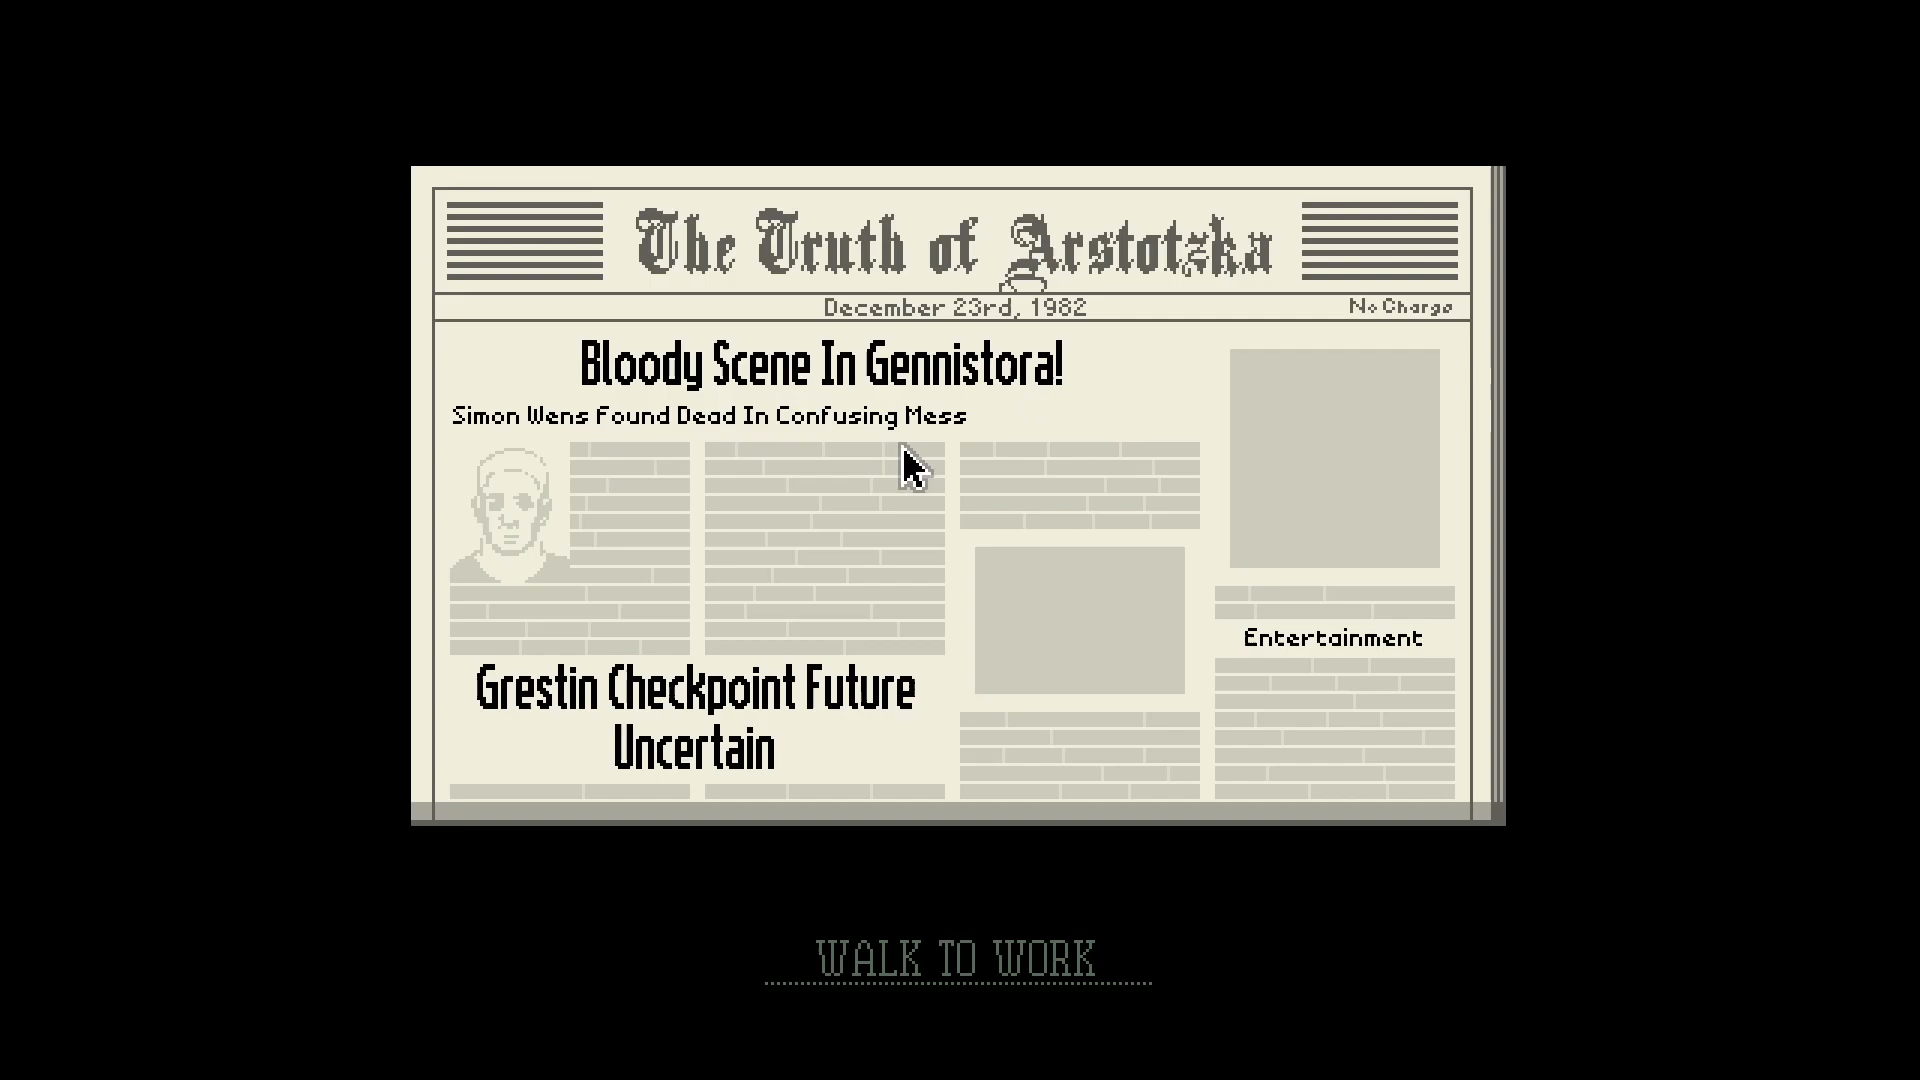 The Truth of Arstotzka
December 23rd, 1982
No Charge
Bloody Scene In Gennistora!
Simon Wens Found Dead In Confusing Mess
Entertainment
Grestin Checkpoint Future
Uncertain
WALK TO WORK